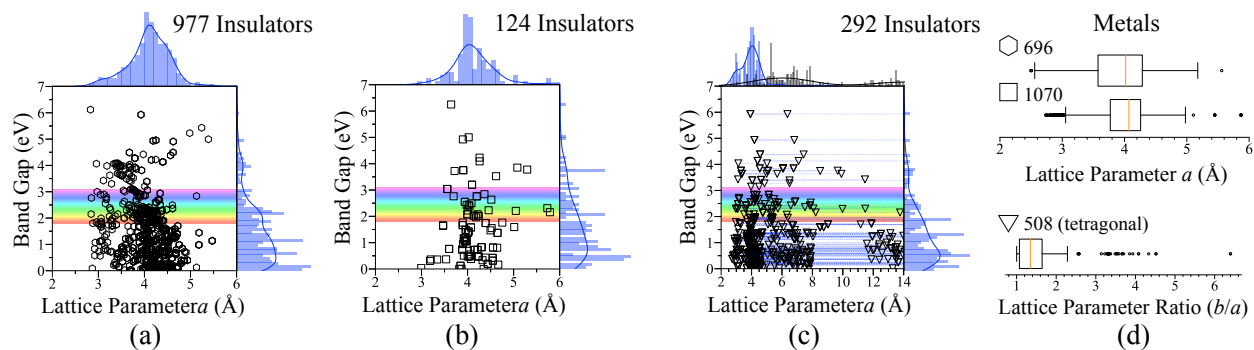 977 Insulators
7
6
5
4
3
2
1
0
Band Gap (eV)
2 3 4 5 6
Lattice Parametera (Å)
(a)
124 Insulators
7
6
5
4
3
2
1
0
Band Gap (eV)
2 3 4 5 6
Lattice Parametera (Å)
(b)
292 Insulators
7
6
5
4
3
2
1
0
Band Gap (eV)
2 4 6 8 10 12 14
Lattice Parametera (Å)
(c)
Metals
696
1070
2 3 4 5 6
Lattice Parameter a (Å)
508 (tetragonal)
1 2 3 4 5 6
Lattice Parameter Ratio (b/a)
(d)